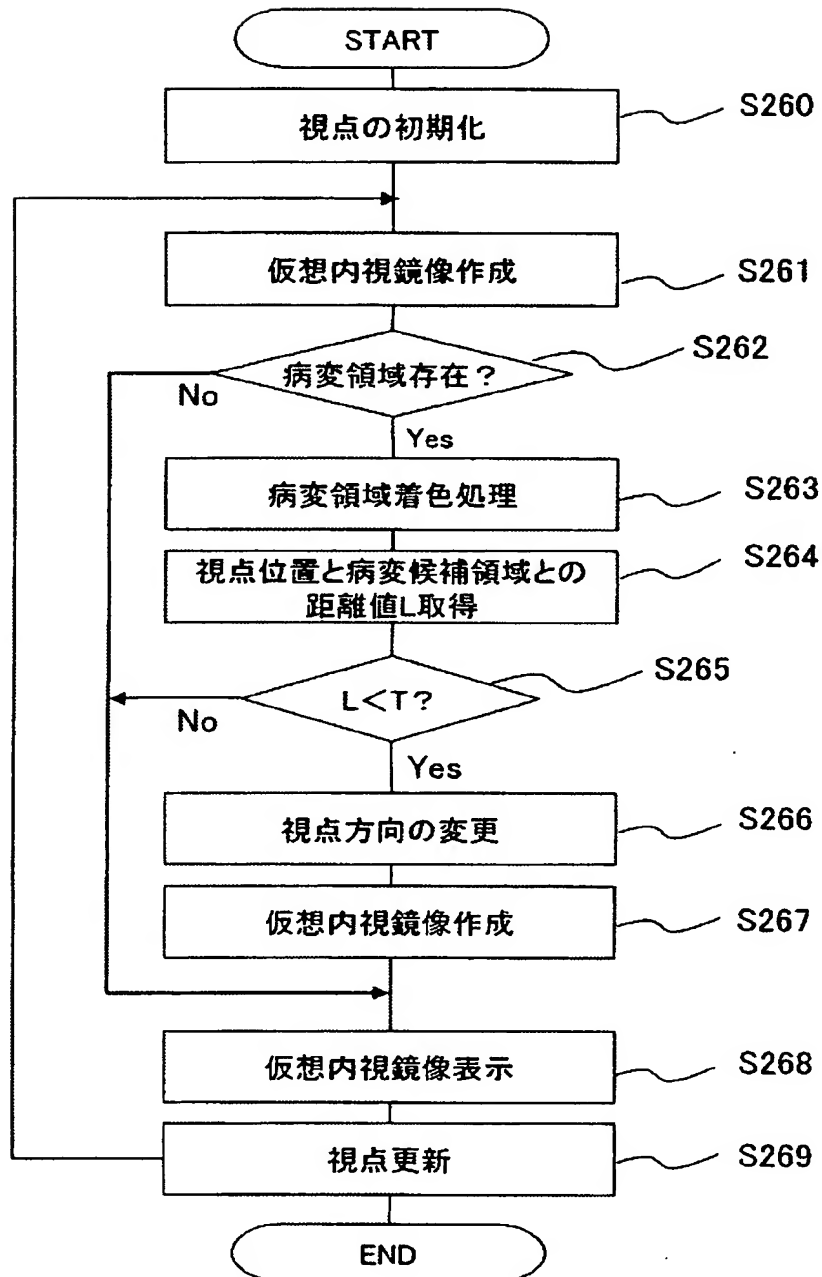 START
視点の初期化
S260
仮想内視鏡像作成
S261
病変領域存在?
S262
No
Yes
病変領域着色処理
S263
視点位置と病変候補領域との
距離値L取得
S264
L<T?
S265
No
Yes
視点方向の変更
S266
仮想内視鏡像作成
S267
仮想内視鏡像表示
S268
視点更新
S269
END